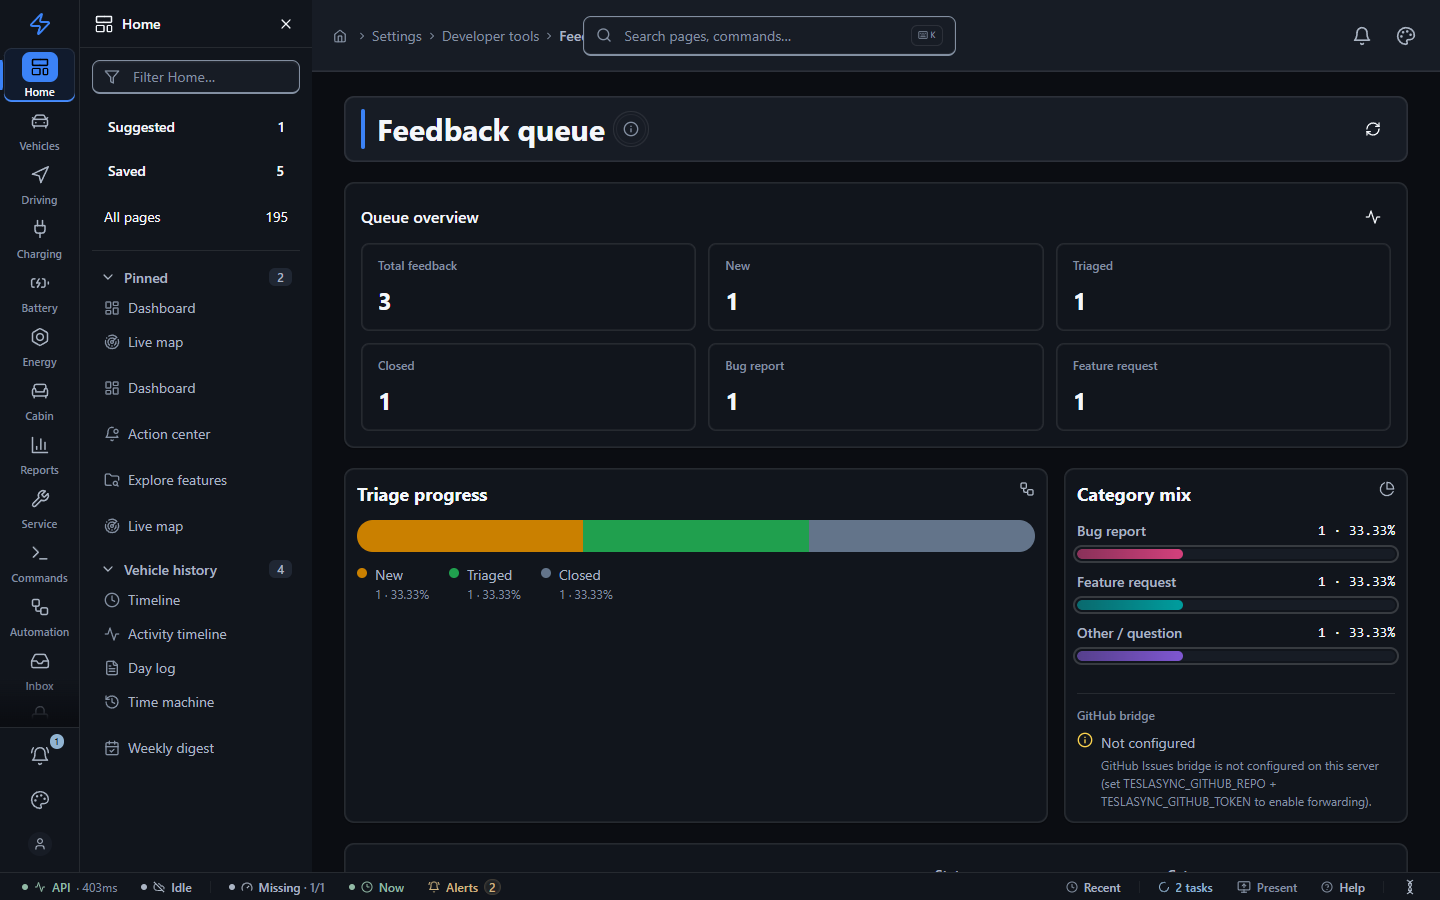 Home
Vehicles
Driving
Charging
Battery
Energy
Cabin
Reports
Service
Commands
Automation
Inbox
1
Home
Filter Home...
Suggested 1
Saved 5
All pages 195
Pinned 2
Dashboard
Live map
Dashboard
Action center
Explore features
Live map
Vehicle history 4
Timeline
Activity timeline
Day log
Time machine
Weekly digest
Settings > Developer tools >
Search pages, commands... K
Feedback queue
Queue overview
Total feedback
3
New
1
Triaged
1
Closed
1
Bug report
1
Feature request
1
Triage progress
New
1 · 33.33%
Triaged
1 · 33.33%
Closed
1 · 33.33%
Category mix
Bug report 1 · 33.33%
Feature request 1 · 33.33%
Other / question 1 · 33.33%
GitHub bridge
Not configured
GitHub Issues bridge is not configured on this server
(set TESLASYNC_GITHUB_REPO +
TESLASYNC_GITHUB_TOKEN to enable forwarding).
API · 403ms
Idle
Missing · 1/1
Now
Alerts 2
Recent
2 tasks
Present
Help